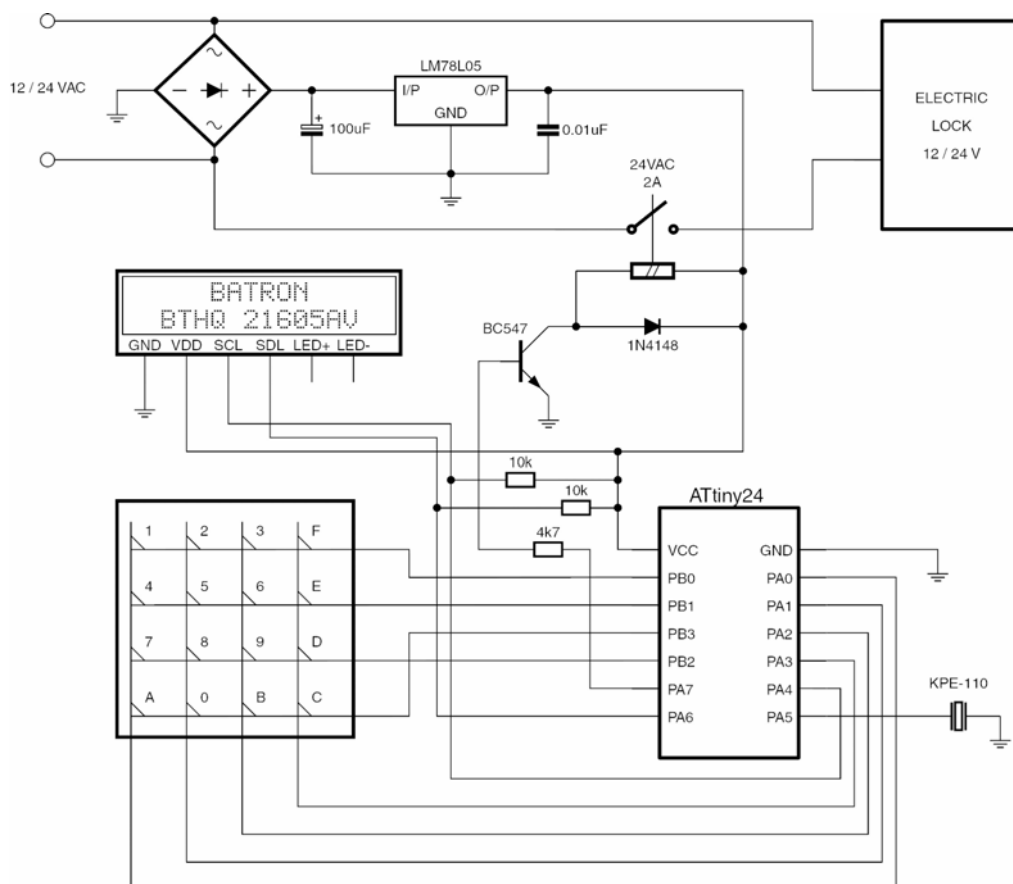 12 / 24 VAC
LM78L05
I/P O/P
GND
+
100uF
0.01uF
ELECTRIC
LOCK
12 / 24 V
24VAC
2A
BATRON
BTHQ 21605AV
GND VDD SCL SDL LED+ LED-
BC547
1N4148
10k
10k
4k7
1 2 3 F
4 5 6 E
7 8 9 D
A 0 B C
ATtiny24
VCC GND
PB0 PA0
PB1 PA1
PB3 PA2
PB2 PA3
PA7 PA4
PA6 PA5
KPE-110